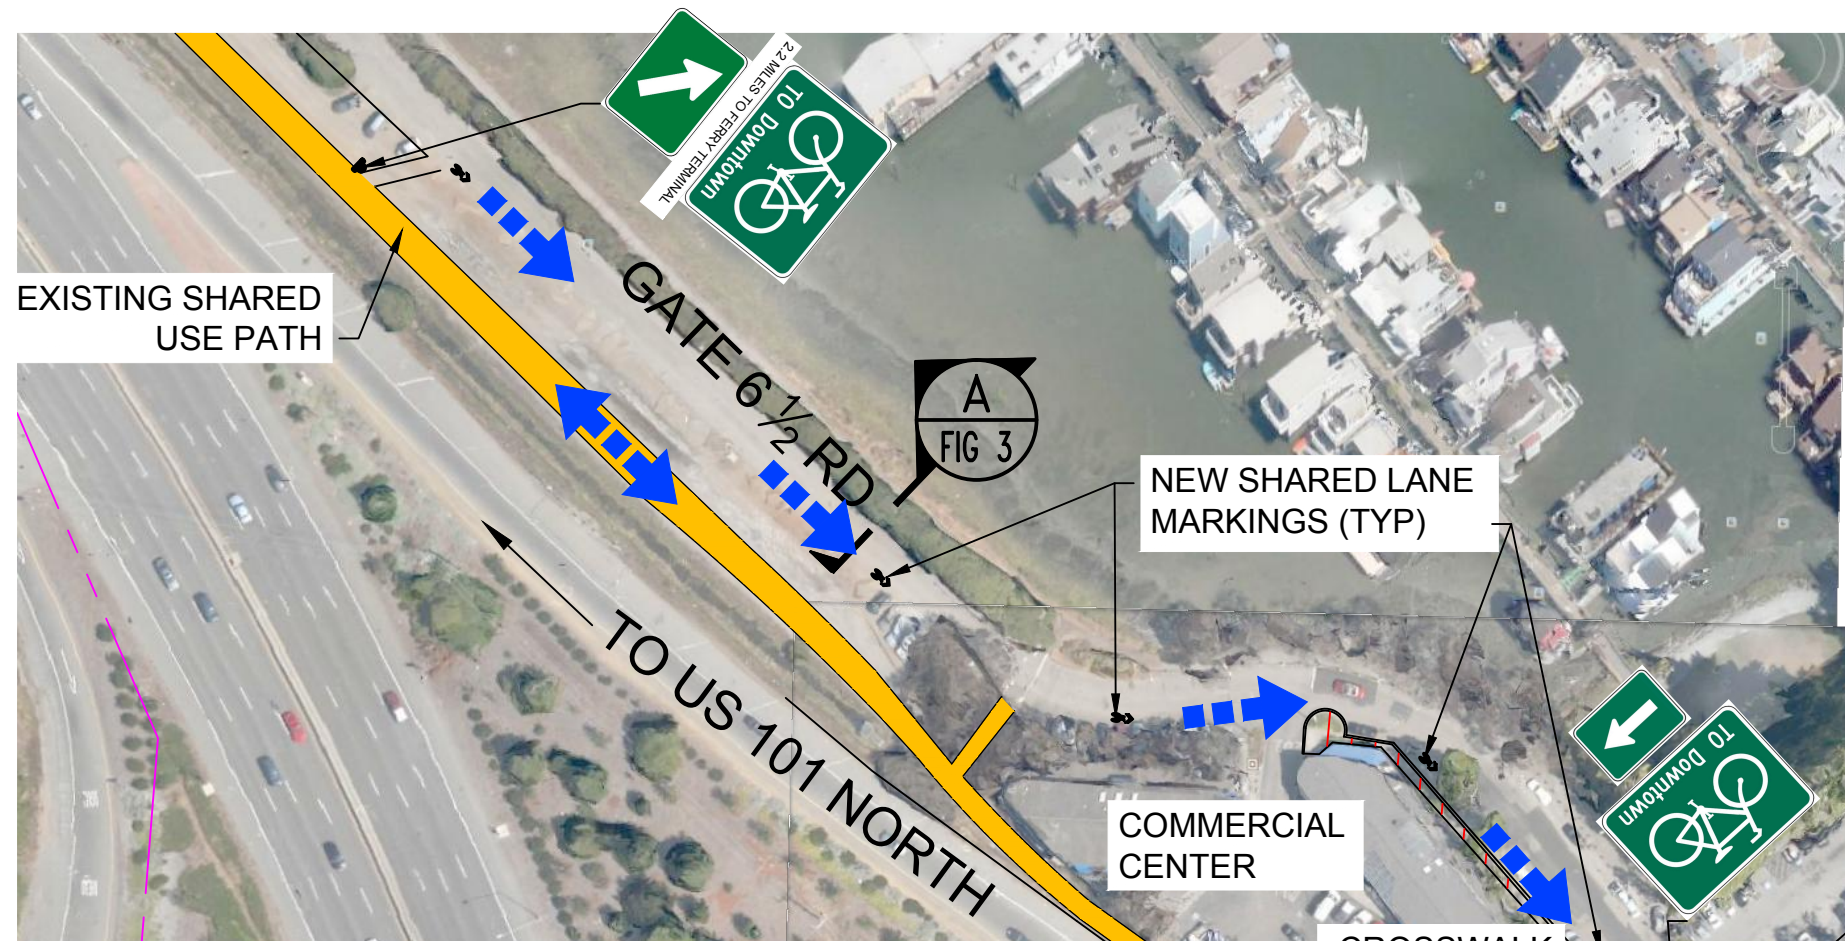 2.2 MILES TO FERRY TERMINAL
TO Downtown
EXISTING SHARED
USE PATH
GATE 6 ½ RD
A
FIG 3
NEW SHARED LANE
MARKINGS (TYP)
TO US 101 NORTH
TO Downtown
COMMERCIAL
CENTER
CROSSWALK